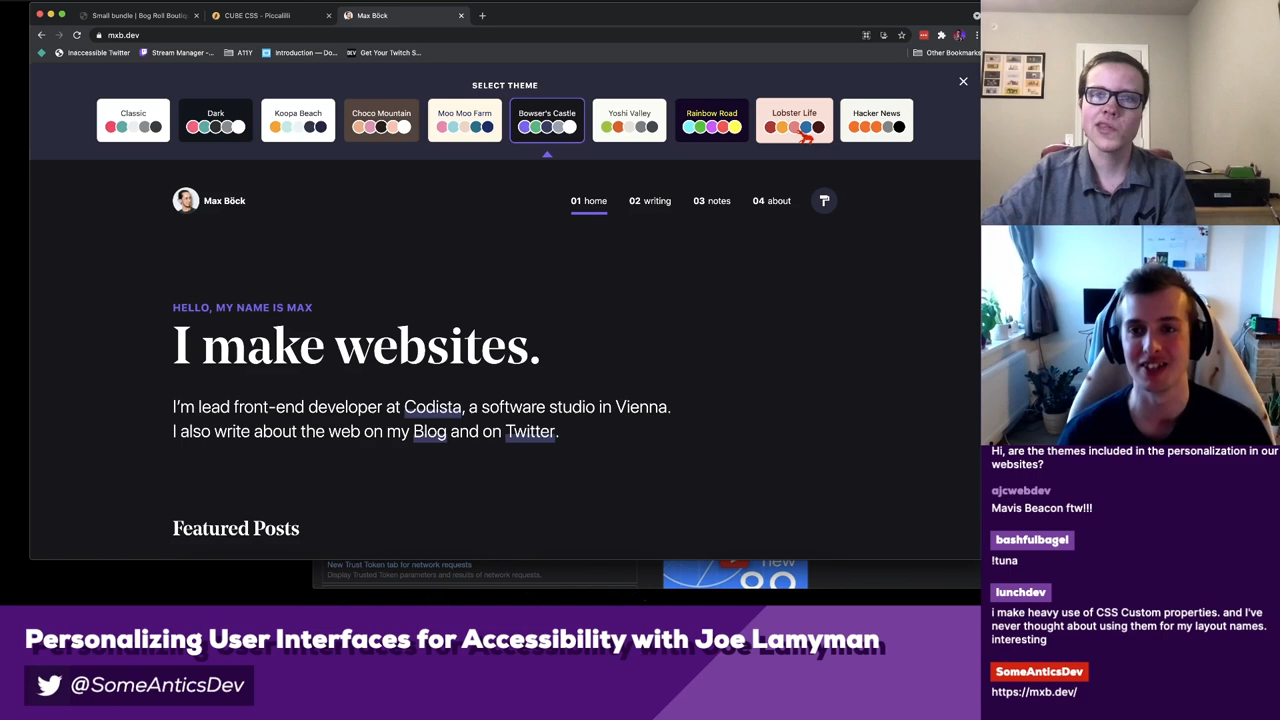 Small bundle | Bog Roll Boutiq
CUBE CSS - Piccalilli
Max Böck
mxb.dev
Inaccessible Twitter
Stream Manager -...
A11Y
Introduction — Do...
DEV
Get Your Twitch S...
Other Bookmarks
SELECT THEME
Classic
Dark
Koopa Beach
Choco Mountain
Moo Moo Farm
Bowser's Castle
Yoshi Valley
Rainbow Road
Lobster Life
Hacker News
Max Böck
01 home
02 writing
03 notes
04 about
HELLO, MY NAME IS MAX
I make websites.
I'm lead front-end developer at Codista, a software studio in Vienna.
I also write about the web on my Blog and on Twitter.
Featured Posts
New Trust Token tab for network requests
Display Trusted Token parameters and results of network requests.
new
Hi, are the themes included in the personalization in our
websites?
ajcwebdev
Mavis Beacon ftw!!!
bashfulbagel
!tuna
lunchdev
i make heavy use of CSS Custom properties. and I've
never thought about using them for my layout names.
interesting
SomeAnticsDev
https://mxb.dev/
Personalizing User Interfaces for Accessibility with Joe Lamyman
@SomeAnticsDev